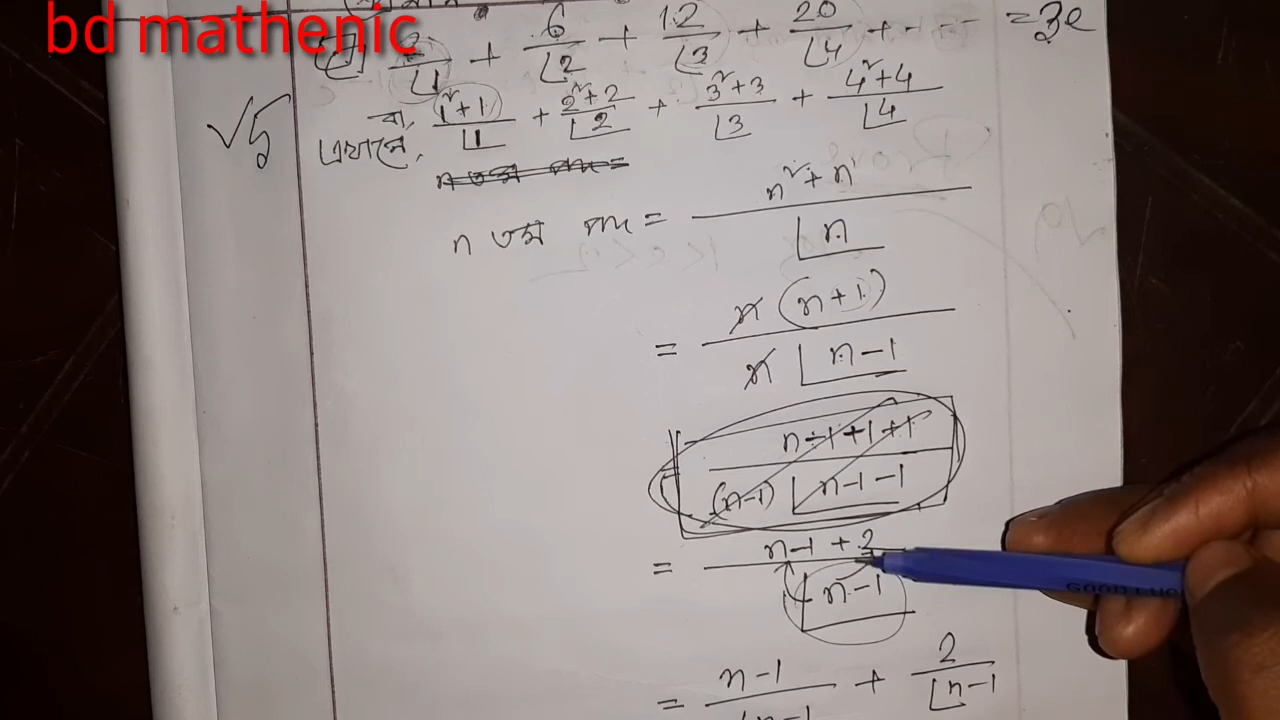 bd mathenic
2/⌊1 + 6/⌊2 + 12/⌊3 + 20/⌊4 + ---- = 3e
√5 বা, (1²+1)/⌊1 + (2²+2)/⌊2 + (3²+3)/⌊3 + (4²+4)/⌊4
এখানে,
n তম পদ = (n²+n)/⌊n
= n(n+1)/(n ⌊n-1)
(n-1+1+1)/((n-1) ⌊n-1-1)
= (n-1+2)/⌊n-1
= (n-1)/⌊n-1 + 2/⌊n-1